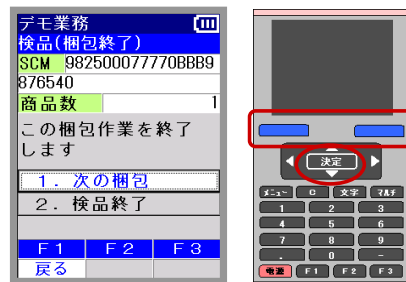 デモ業務
検品(梱包終了)
SCM 982500077770BBB9
876540
商品数 1
この梱包作業を終了
します
1. 次の梱包
2. 検品終了
F1 F2 F3
戻る
決定
メニュー C 文字 マルチ
1 2 3
4 5 6
7 8 9
. 0 -
電源 F1 F2 F3